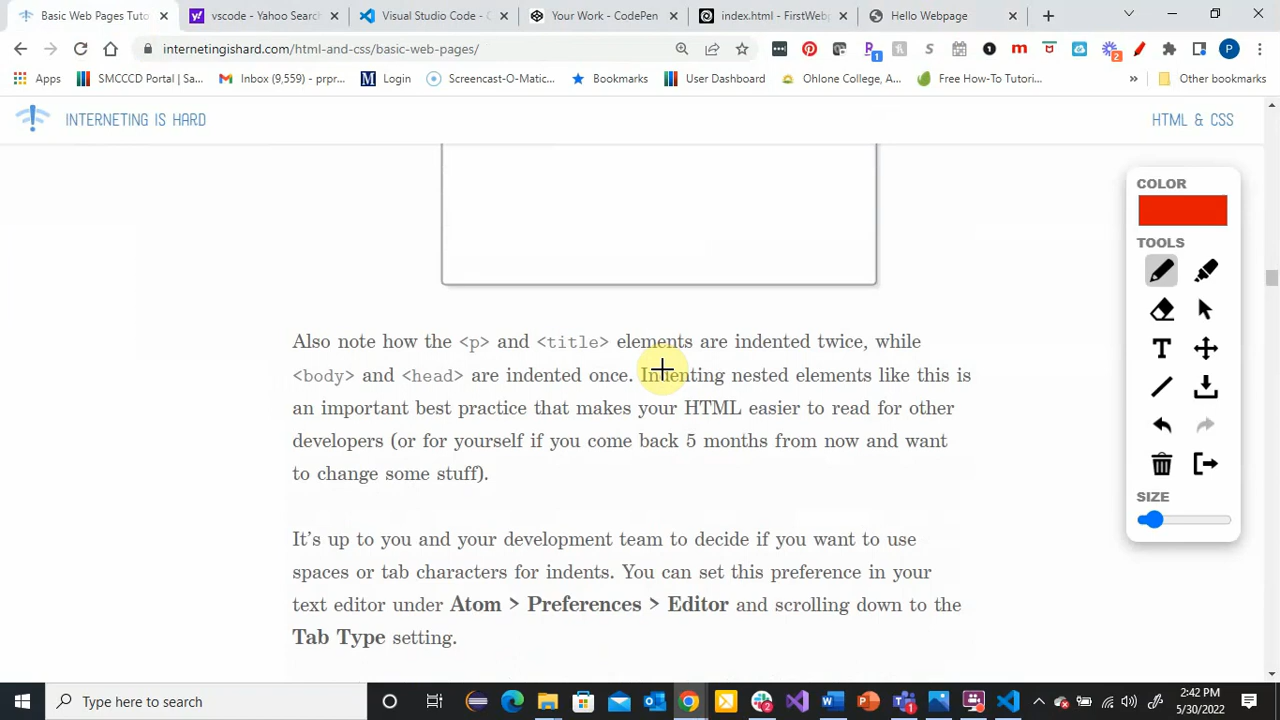 Basic Web Pages Tuto
vscode - Yahoo Search
Visual Studio Code - C
Your Work - CodePen
index.html - FirstWebp
Hello Webpage
internetingishard.com/html-and-css/basic-web-pages/
P
1
2
Apps
SMCCCD Portal | Sa...
Inbox (9,559) - prpr...
Login
Screencast-O-Matic...
Bookmarks
User Dashboard
Ohlone College, A...
Free How-To Tutori...
»
Other bookmarks
INTERNETING IS HARD
HTML & CSS
Also note how the <p> and <title> elements are indented twice, while
<body> and <head> are indented once. Indenting nested elements like this is
an important best practice that makes your HTML easier to read for other
developers (or for yourself if you come back 5 months from now and want
to change some stuff).
It's up to you and your development team to decide if you want to use
spaces or tab characters for indents. You can set this preference in your
text editor under Atom > Preferences > Editor and scrolling down to the
Tab Type setting.
COLOR
TOOLS
SIZE
Type here to search
2:42 PM
5/30/2022